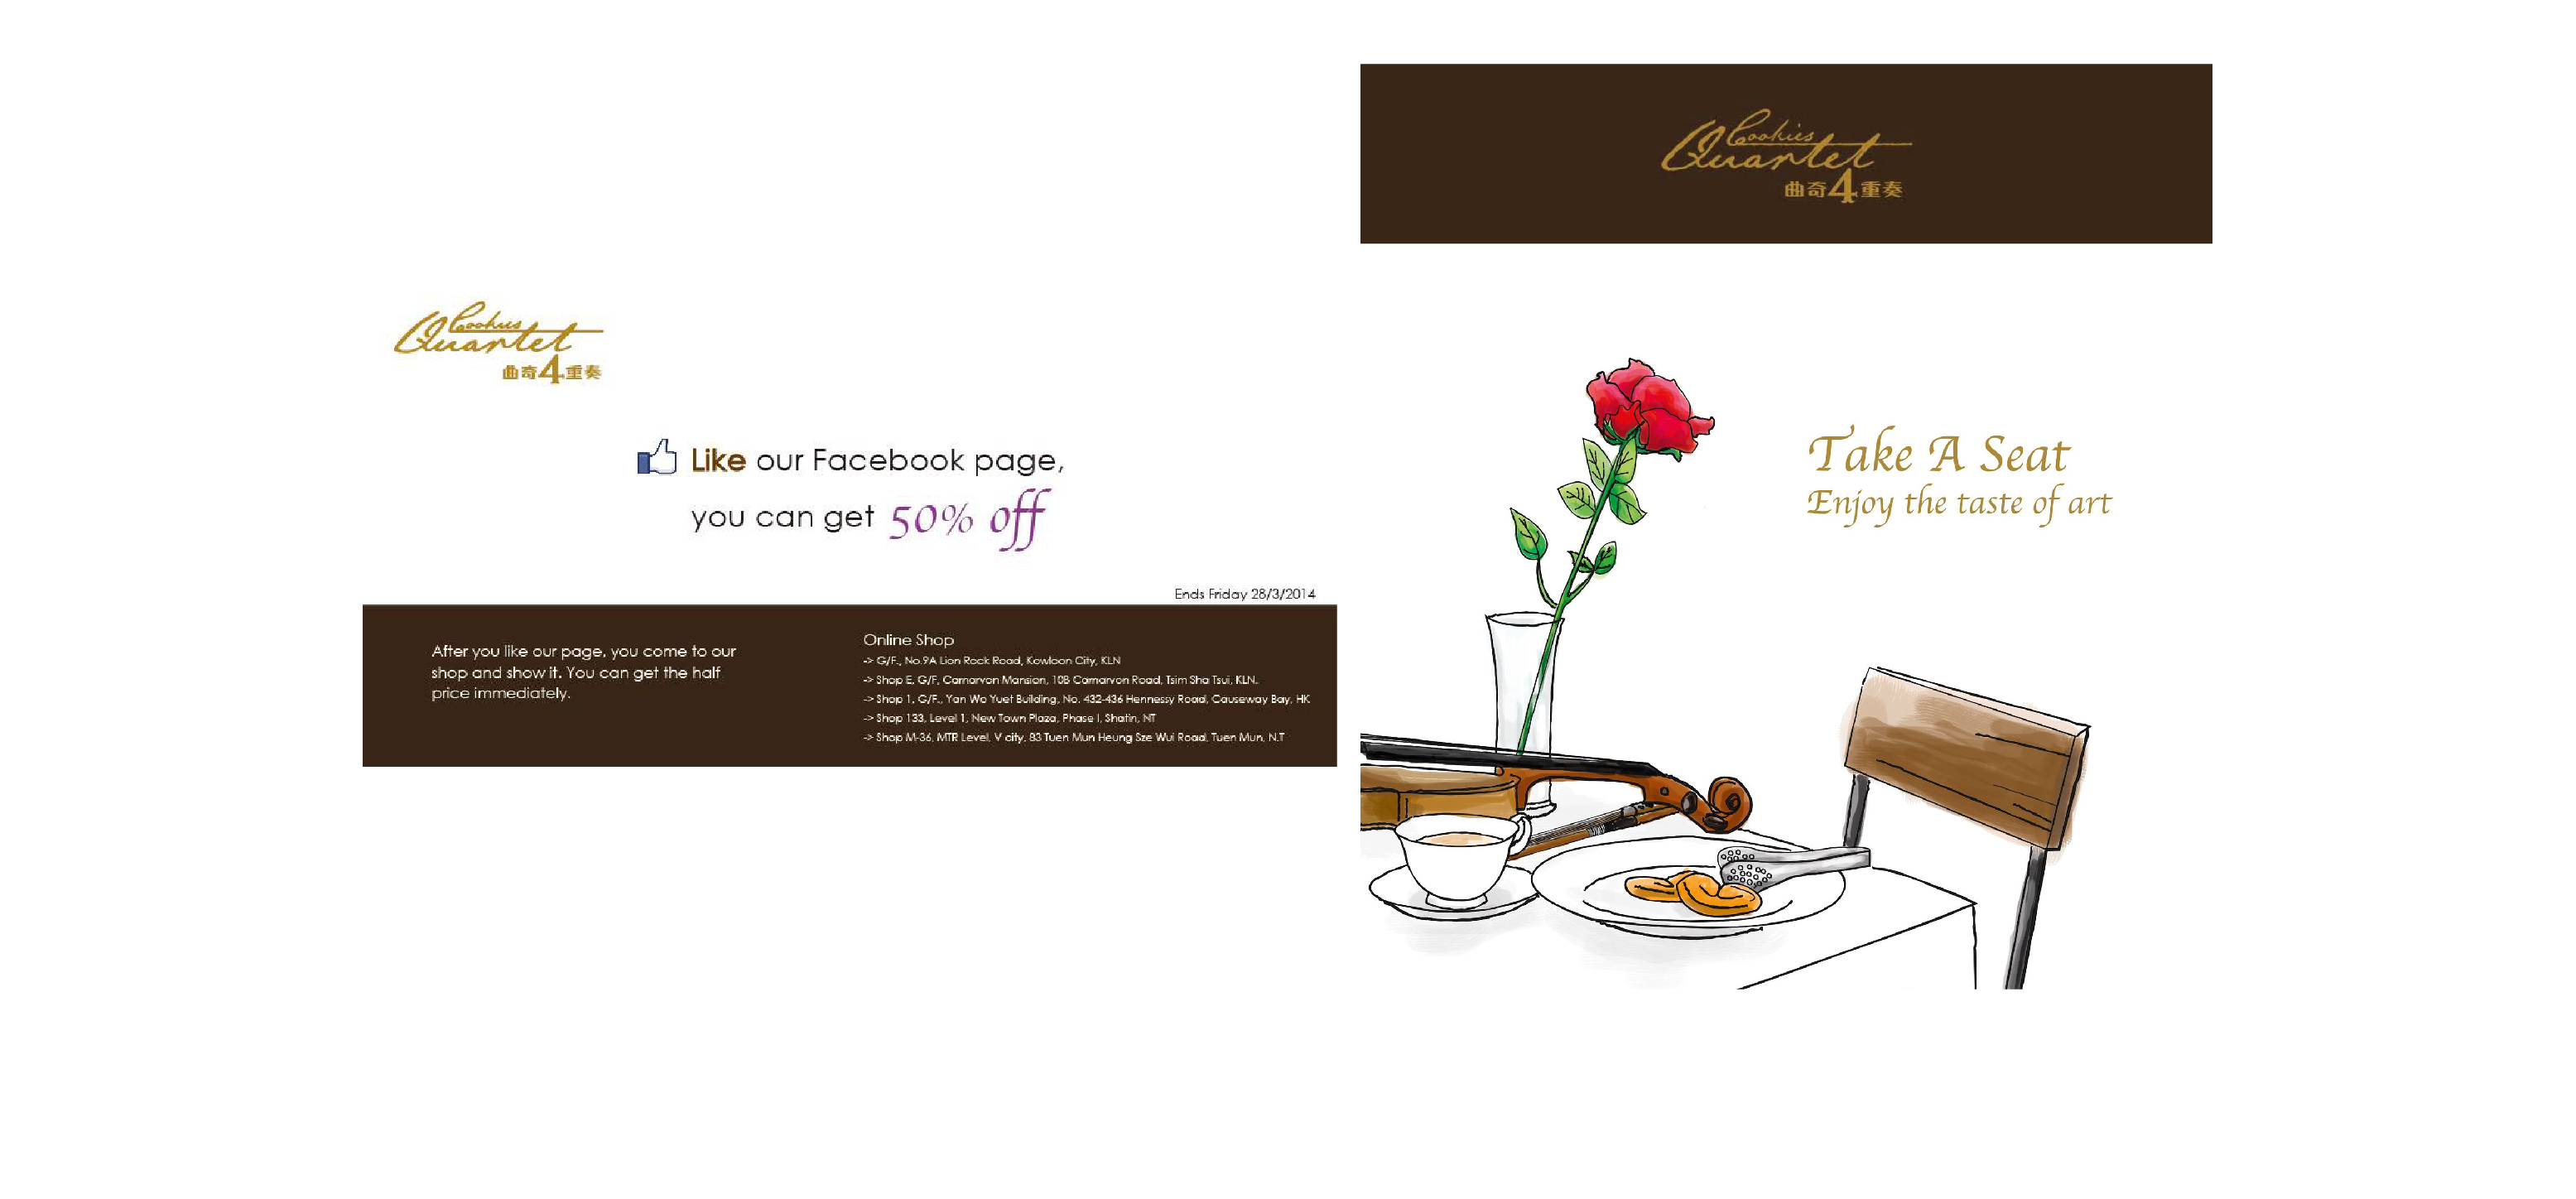 Cookies
Quartet
曲奇4重奏
Like our Facebook page,
you can get 50% off
Ends Friday 28/3/2014
After you like our page, you come to our
shop and show it. You can get the half
price immediately.
Online Shop
-> G/F., No.9A Lion Rock Road, Kowloon City, KLN
-> Shop E, G/F, Carnarvon Mansion, 10B Carnarvon Road, Tsim Sha Tsui, KLN.
-> Shop 1, G/F., Yan Wo Yuet Building, No. 432-436 Hennessy Road, Causeway Bay, HK
-> Shop 133, Level 1, New Town Plaza, Phase I, Shatin, NT
-> Shop M-36, MTR Level, V city, 83 Tuen Mun Heung Sze Wui Road, Tuen Mun, N.T
Cookies
Quartet
曲奇4重奏
Take A Seat
Enjoy the taste of art